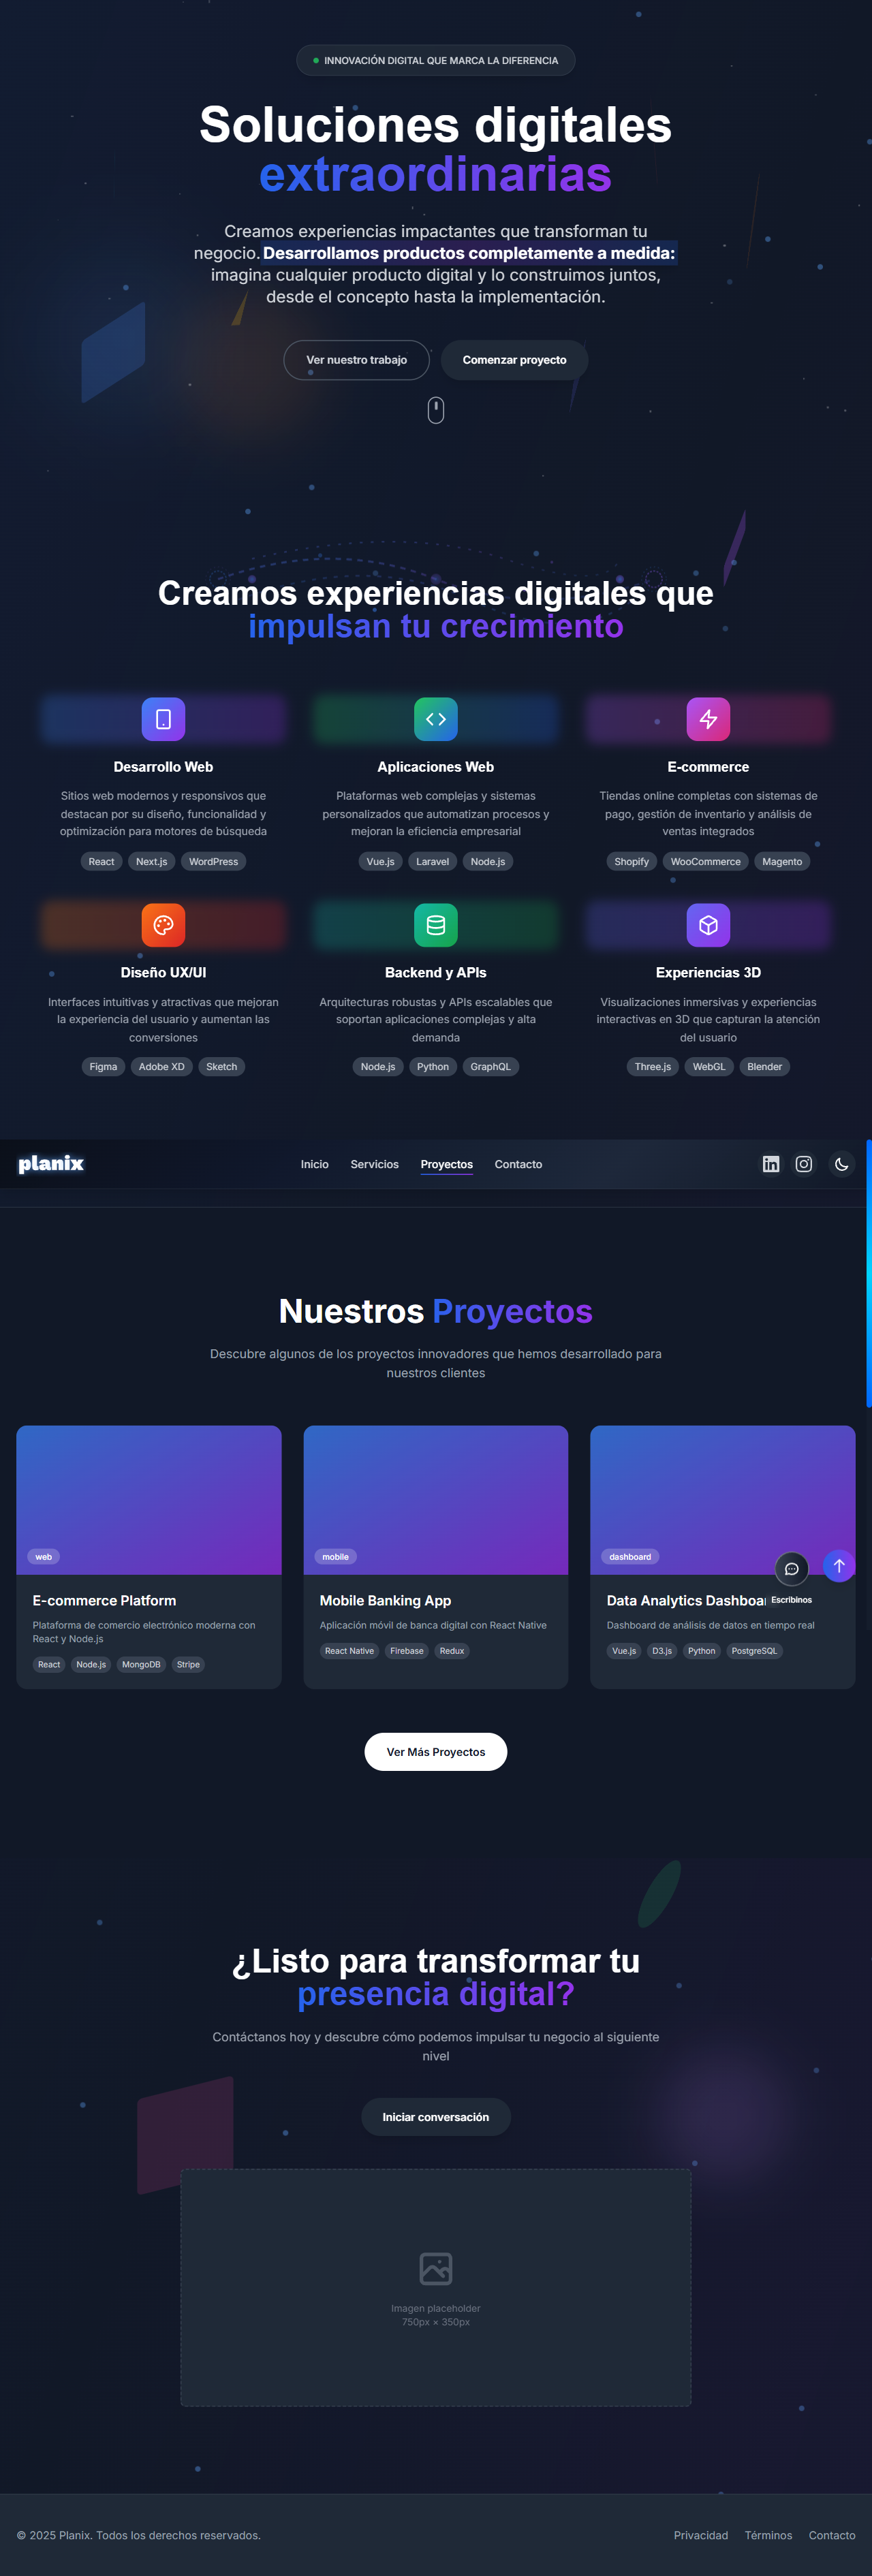 INNOVACIÓN DIGITAL QUE MARCA LA DIFERENCIA
Soluciones digitales
extraordinarias
Creamos experiencias impactantes que transforman tu
negocio. Desarrollamos productos completamente a medida:
imagina cualquier producto digital y lo construimos juntos,
desde el concepto hasta la implementación.
Ver nuestro trabajo
Comenzar proyecto
Creamos experiencias digitales que
impulsan tu crecimiento
Desarrollo Web
Sitios web modernos y responsivos que
destacan por su diseño, funcionalidad y
optimización para motores de búsqueda
React Next.js WordPress
Aplicaciones Web
Plataformas web complejas y sistemas
personalizados que automatizan procesos y
mejoran la eficiencia empresarial
Vue.js Laravel Node.js
E-commerce
Tiendas online completas con sistemas de
pago, gestión de inventario y análisis de
ventas integrados
Shopify WooCommerce Magento
Diseño UX/UI
Interfaces intuitivas y atractivas que mejoran
la experiencia del usuario y aumentan las
conversiones
Figma Adobe XD Sketch
Backend y APIs
Arquitecturas robustas y APIs escalables que
soportan aplicaciones complejas y alta
demanda
Node.js Python GraphQL
Experiencias 3D
Visualizaciones inmersivas y experiencias
interactivas en 3D que capturan la atención
del usuario
Three.js WebGL Blender
planix
Inicio Servicios Proyectos Contacto
Nuestros Proyectos
Descubre algunos de los proyectos innovadores que hemos desarrollado para
nuestros clientes
web
E-commerce Platform
Plataforma de comercio electrónico moderna con
React y Node.js
React Node.js MongoDB Stripe
mobile
Mobile Banking App
Aplicación móvil de banca digital con React Native
React Native Firebase Redux
dashboard
Data Analytics Dashboar
Escribinos
Dashboard de análisis de datos en tiempo real
Vue.js D3.js Python PostgreSQL
Ver Más Proyectos
¿Listo para transformar tu
presencia digital?
Contáctanos hoy y descubre cómo podemos impulsar tu negocio al siguiente
nivel
Iniciar conversación
Imagen placeholder
750px × 350px
© 2025 Planix. Todos los derechos reservados.
Privacidad Términos Contacto